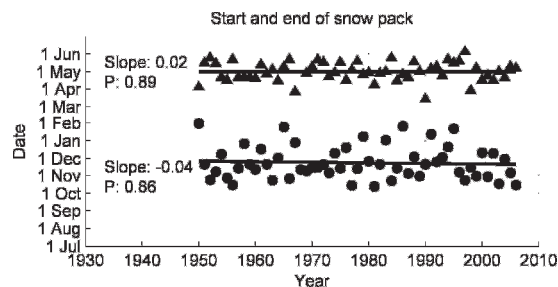 Start and end of snow pack
1 Jun
Slope: 0.02
1 May
P: 0.89
1 Apr
1 Mar
1 Feb
1 Jan
1 Dec
Slope: -0.04
1 Nov
P: 0.86
1 Oct
1 Sep
1 Aug
1 Jul
Date
1930 1940 1950 1960 1970 1980 1990 2000 2010
Year